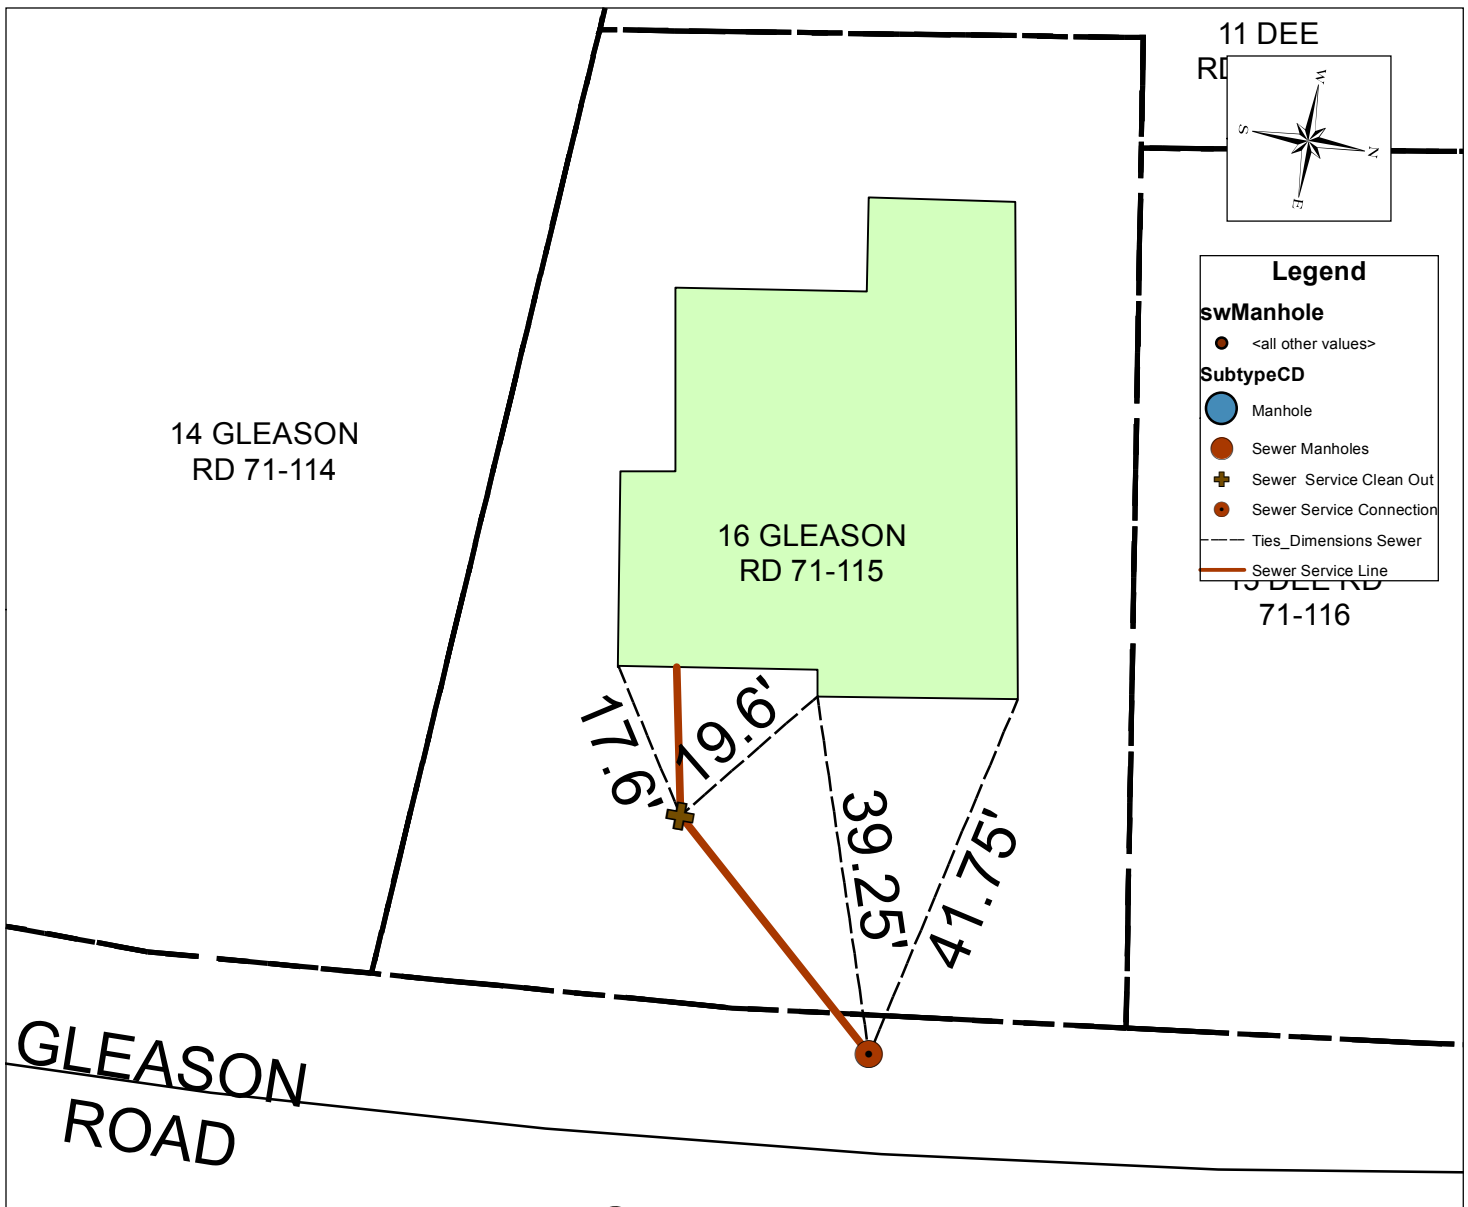 11 DEE
W
S
N
E
Legend
swManhole
<all other values>
SubtypeCD
Manhole
Sewer Manholes
Sewer Service Clean Out
Sewer Service Connection
Ties_Dimensions Sewer
Sewer Service Line
71-116
14 GLEASON
RD 71-114
16 GLEASON
RD 71-115
17.6'
19.6'
39.25'
41.75'
GLEASON
ROAD